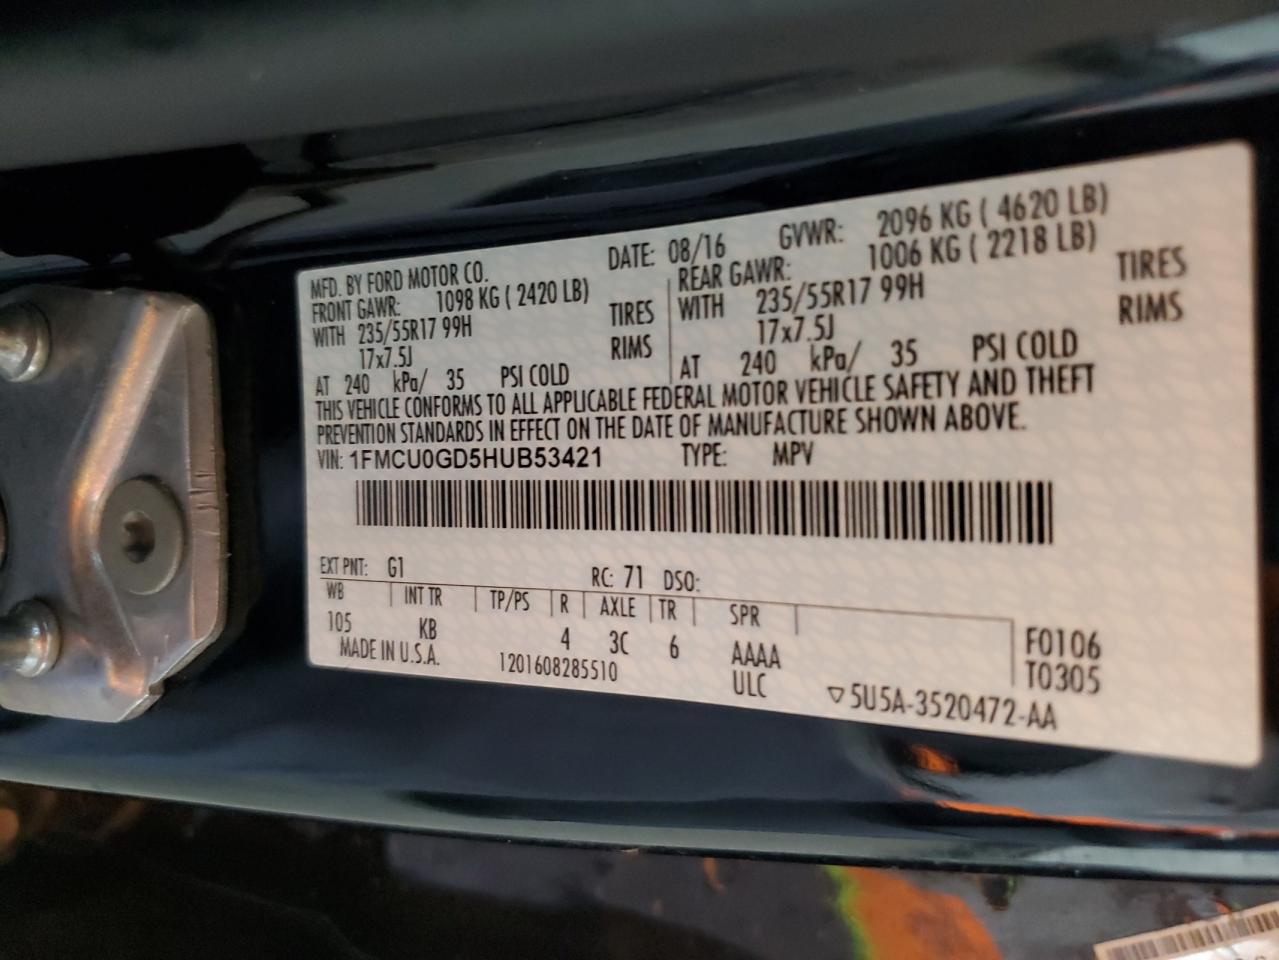 MFD. BY FORD MOTOR CO. DATE: 08/16 GVWR: 2096 KG ( 4620 LB)
FRONT GAWR: 1098 KG ( 2420 LB) REAR GAWR: 1006 KG ( 2218 LB)
WITH 235/55R17 99H TIRES WITH 235/55R17 99H TIRES
17x7.5J RIMS 17x7.5J RIMS
AT 240 kPa/ 35 PSI COLD AT 240 kPa/ 35 PSI COLD
THIS VEHICLE CONFORMS TO ALL APPLICABLE FEDERAL MOTOR VEHICLE SAFETY AND THEFT
PREVENTION STANDARDS IN EFFECT ON THE DATE OF MANUFACTURE SHOWN ABOVE.
VIN: 1FMCU0GD5HUB53421 TYPE: MPV
EXT PNT: G1 RC: 71 DSO:
WB INT TR TP/PS R AXLE TR SPR
105 KB 4 3C 6 AAAA F0106
MADE IN U.S.A. 1201608285510 ULC T0305
▽5U5A-3520472-AA